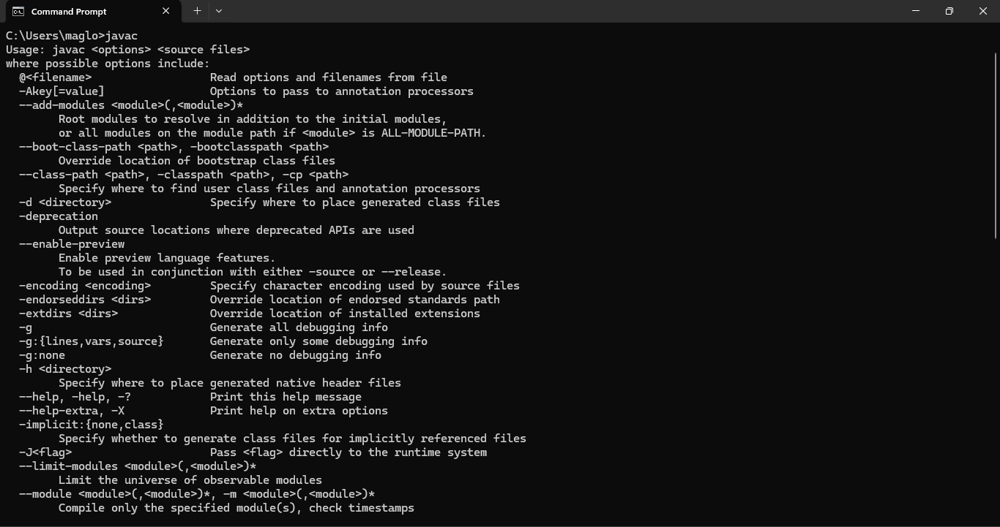 Command Prompt
C:\Users\maglo>javac
Usage: javac <options> <source files>
where possible options include:
  @<filename>                  Read options and filenames from file
  -Akey[=value]                Options to pass to annotation processors
  --add-modules <module>(,<module>)*
        Root modules to resolve in addition to the initial modules,
        or all modules on the module path if <module> is ALL-MODULE-PATH.
  --boot-class-path <path>, -bootclasspath <path>
        Override location of bootstrap class files
  --class-path <path>, -classpath <path>, -cp <path>
        Specify where to find user class files and annotation processors
  -d <directory>               Specify where to place generated class files
  -deprecation
        Output source locations where deprecated APIs are used
  --enable-preview
        Enable preview language features.
        To be used in conjunction with either -source or --release.
  -encoding <encoding>         Specify character encoding used by source files
  -endorseddirs <dirs>         Override location of endorsed standards path
  -extdirs <dirs>              Override location of installed extensions
  -g                           Generate all debugging info
  -g:{lines,vars,source}       Generate only some debugging info
  -g:none                      Generate no debugging info
  -h <directory>
        Specify where to place generated native header files
  --help, -help, -?            Print this help message
  --help-extra, -X             Print help on extra options
  -implicit:{none,class}
        Specify whether to generate class files for implicitly referenced files
  -J<flag>                     Pass <flag> directly to the runtime system
  --limit-modules <module>(,<module>)*
        Limit the universe of observable modules
  --module <module>(,<module>)*, -m <module>(,<module>)*
        Compile only the specified module(s), check timestamps